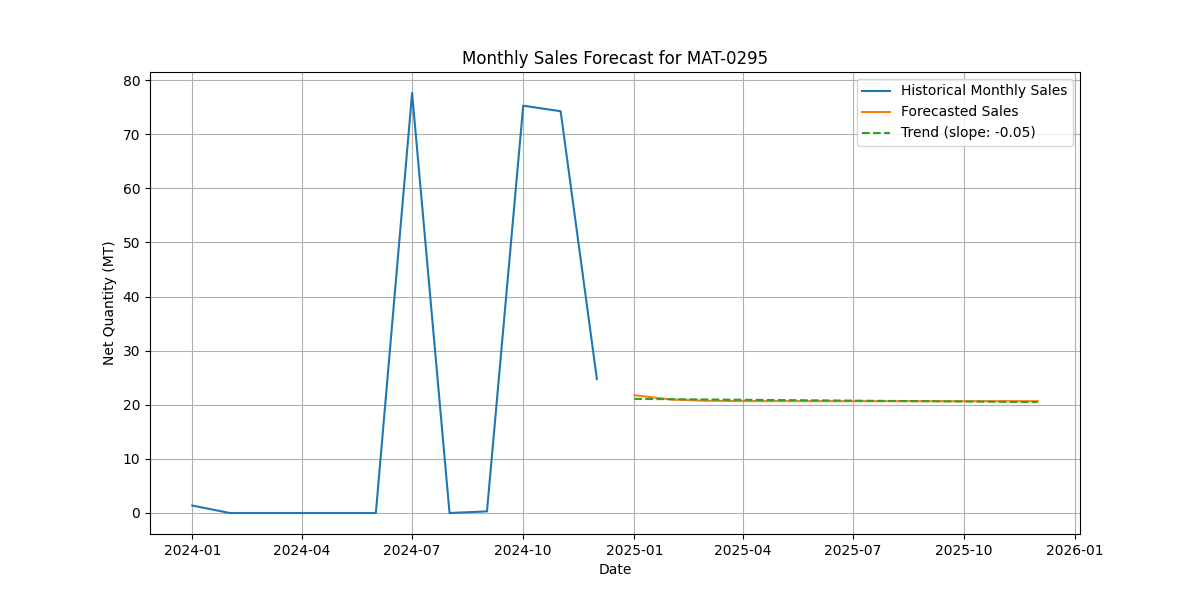 Monthly Sales Forecast for MAT-0295
Historical Monthly Sales
Forecasted Sales
Trend (slope: -0.05)
Net Quantity (MT)
80
70
60
50
40
30
20
10
0
2024-01 2024-04 2024-07 2024-10 2025-01 2025-04 2025-07 2025-10 2026-01
Date